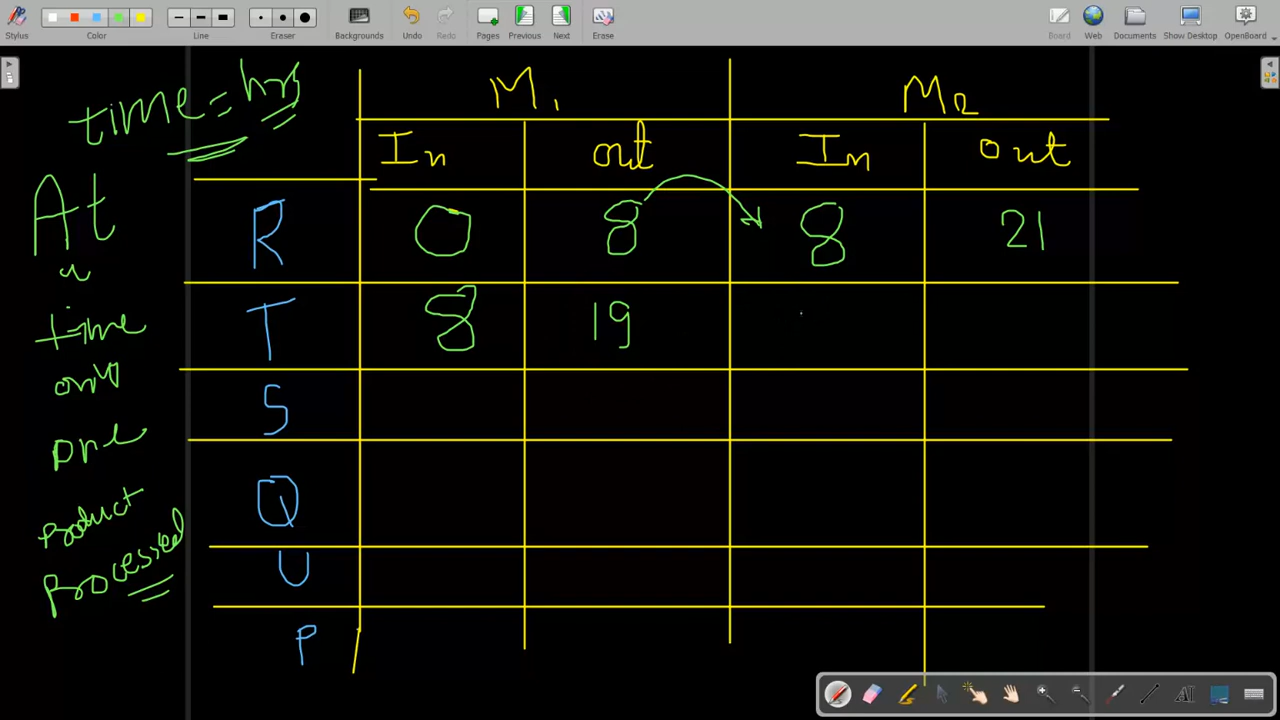 Stylus Color Line Eraser Backgrounds Undo Redo Pages Previous Next Erase Board Web Documents Show Desktop OpenBoard
time = hrs
M1 M2
In out In out
At
a
time
only
one
product
processed
R 0 8 8 21
T 8 19
S
Q
U
P